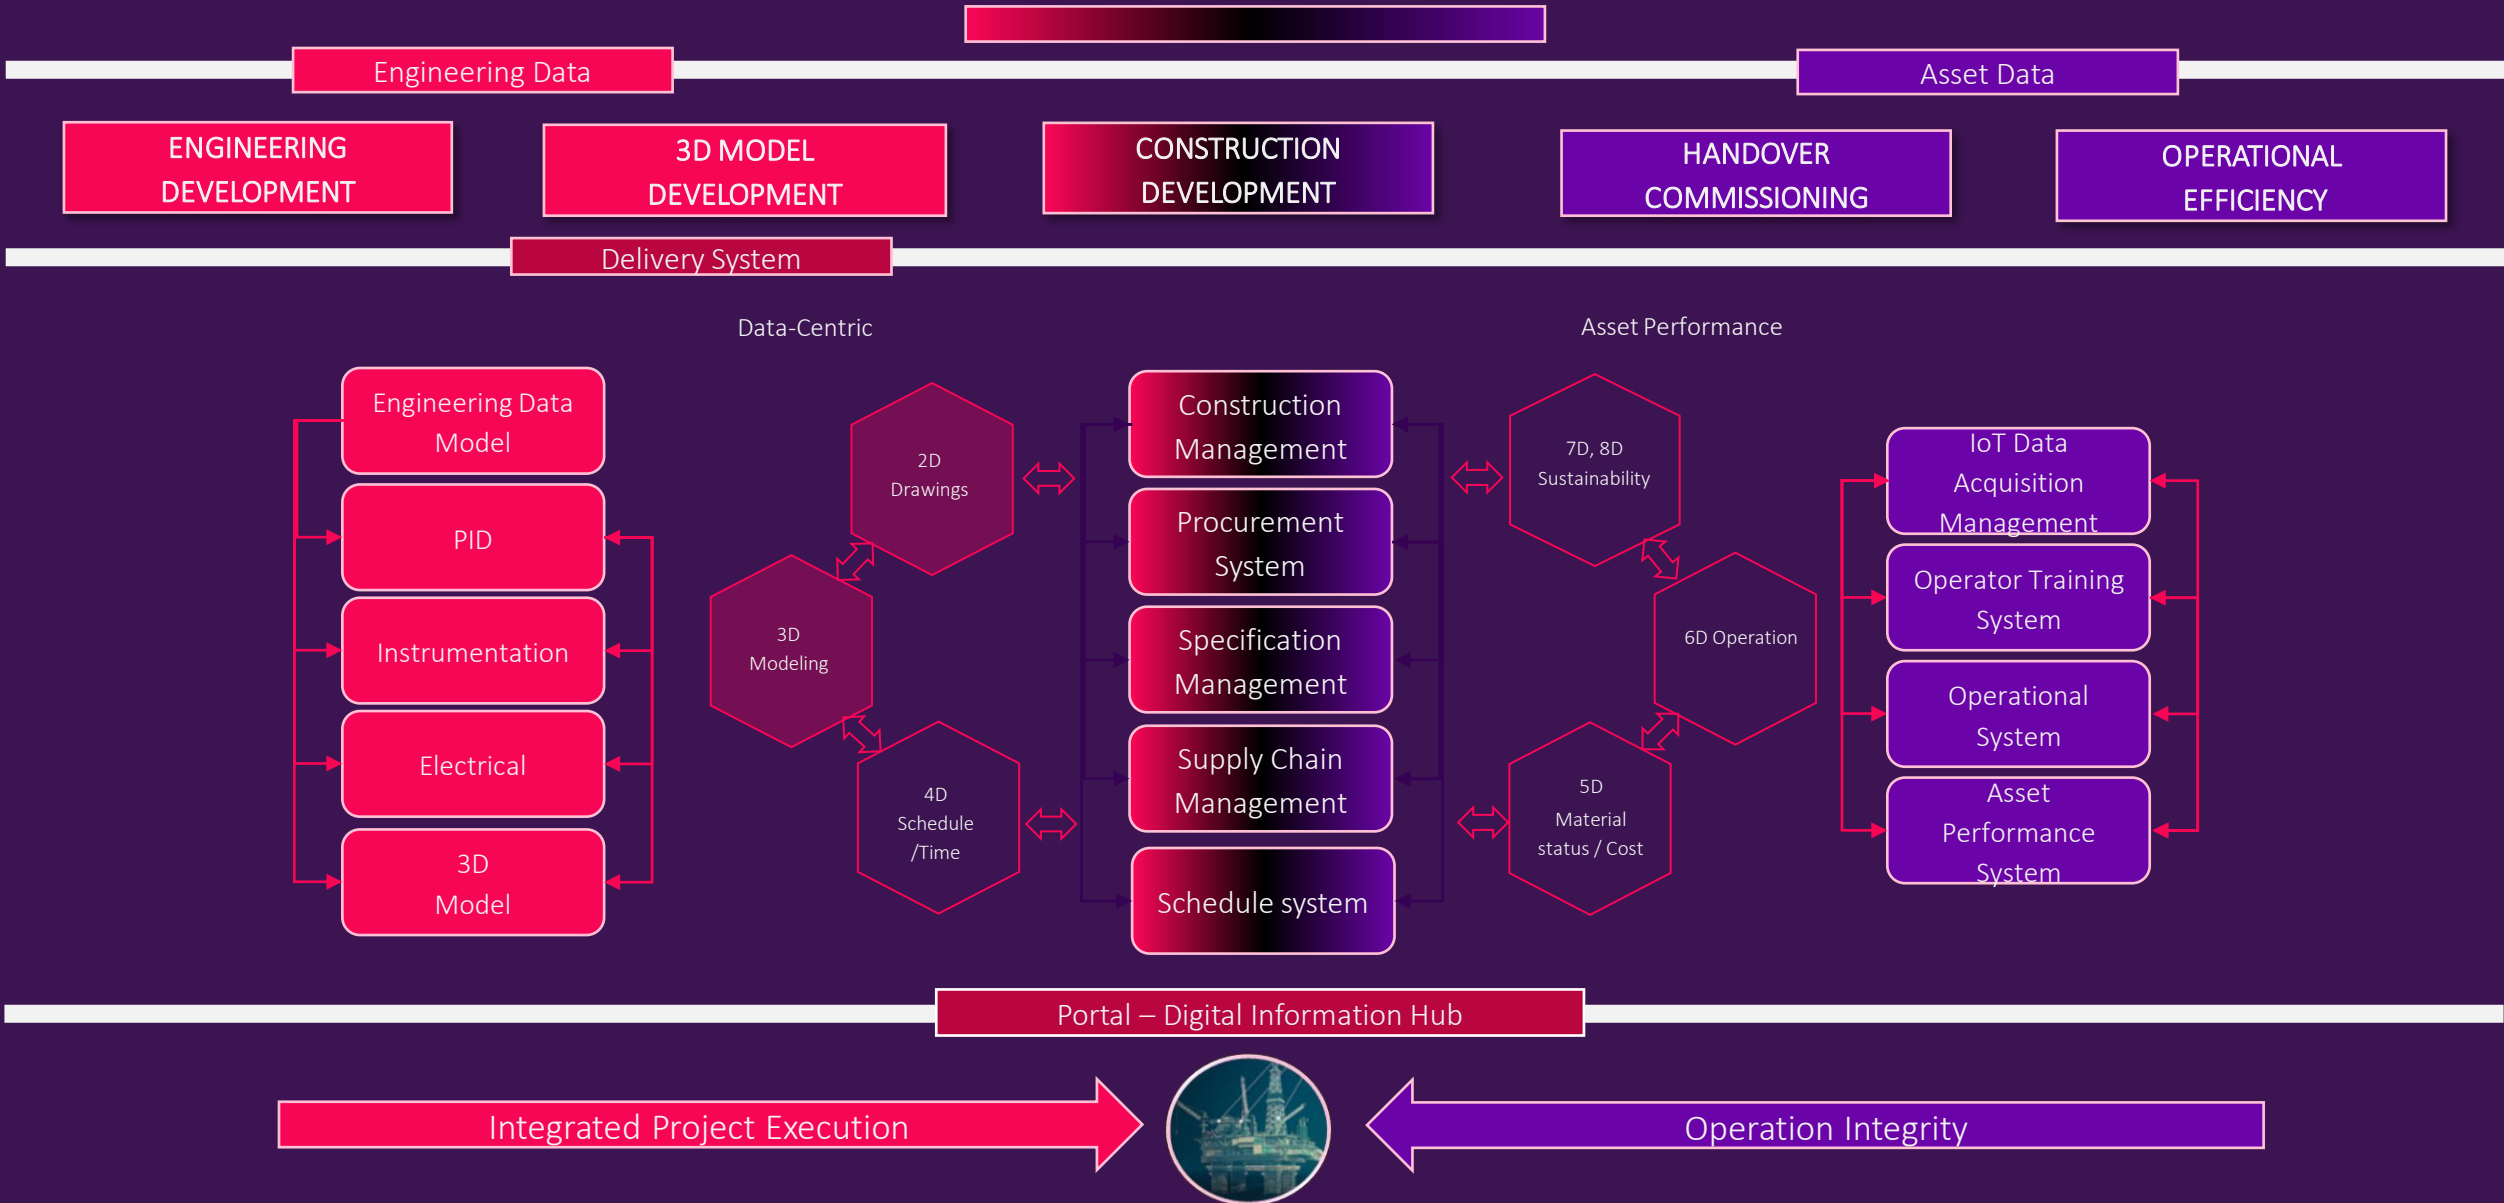 Engineering Data
Asset Data
ENGINEERING
DEVELOPMENT
3D MODEL
DEVELOPMENT
CONSTRUCTION
DEVELOPMENT
HANDOVER
COMMISSIONING
OPERATIONAL
EFFICIENCY
Delivery System
Data-Centric
Asset Performance
Engineering Data
Model
PID
Instrumentation
Electrical
3D
Model
2D
Drawings
3D
Modeling
4D
Schedule
/Time
Construction
Management
Procurement
System
Specification
Management
Supply Chain
Management
Schedule system
7D, 8D
Sustainability
6D Operation
5D
Material
status / Cost
IoT Data
Acquisition
Management
Operator Training
System
Operational
System
Asset
Performance
System
Portal – Digital Information Hub
Integrated Project Execution
Operation Integrity